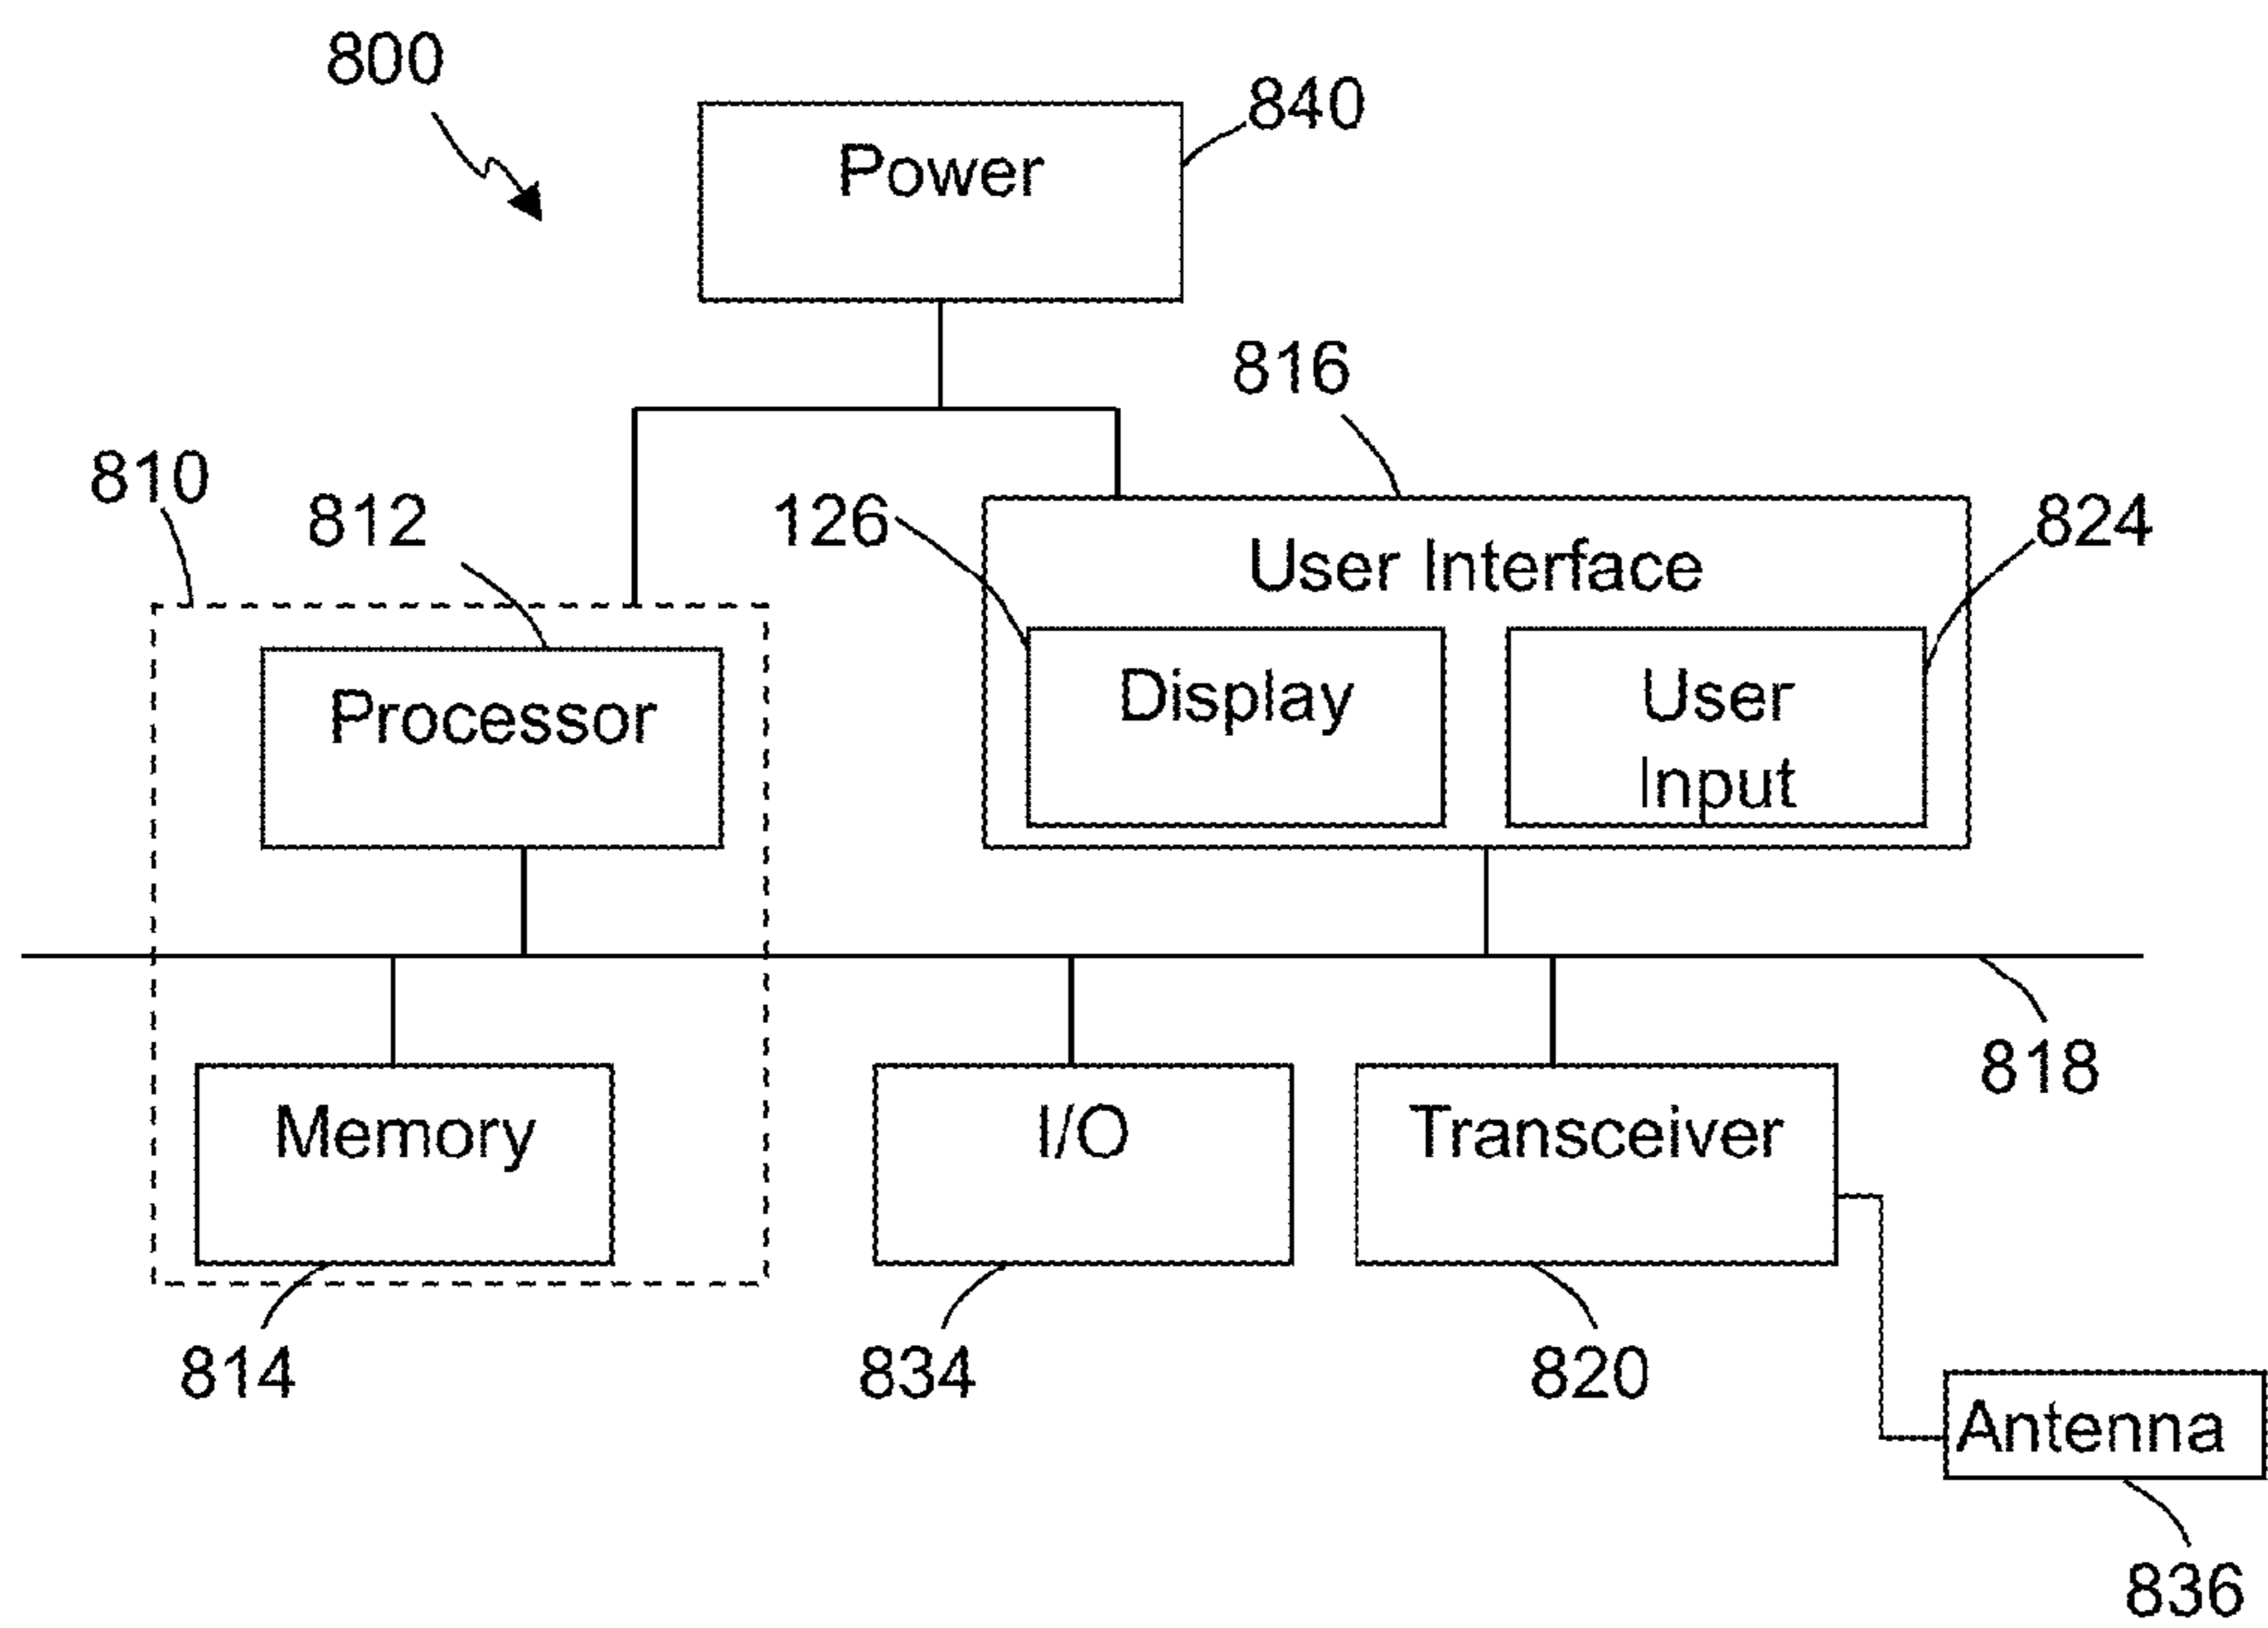 800
840
Power
816
810
812
126
824
User Interface
Processor
Display
User
Input
818
Memory
I/O
Transceiver
814
834
820
Antenna
836